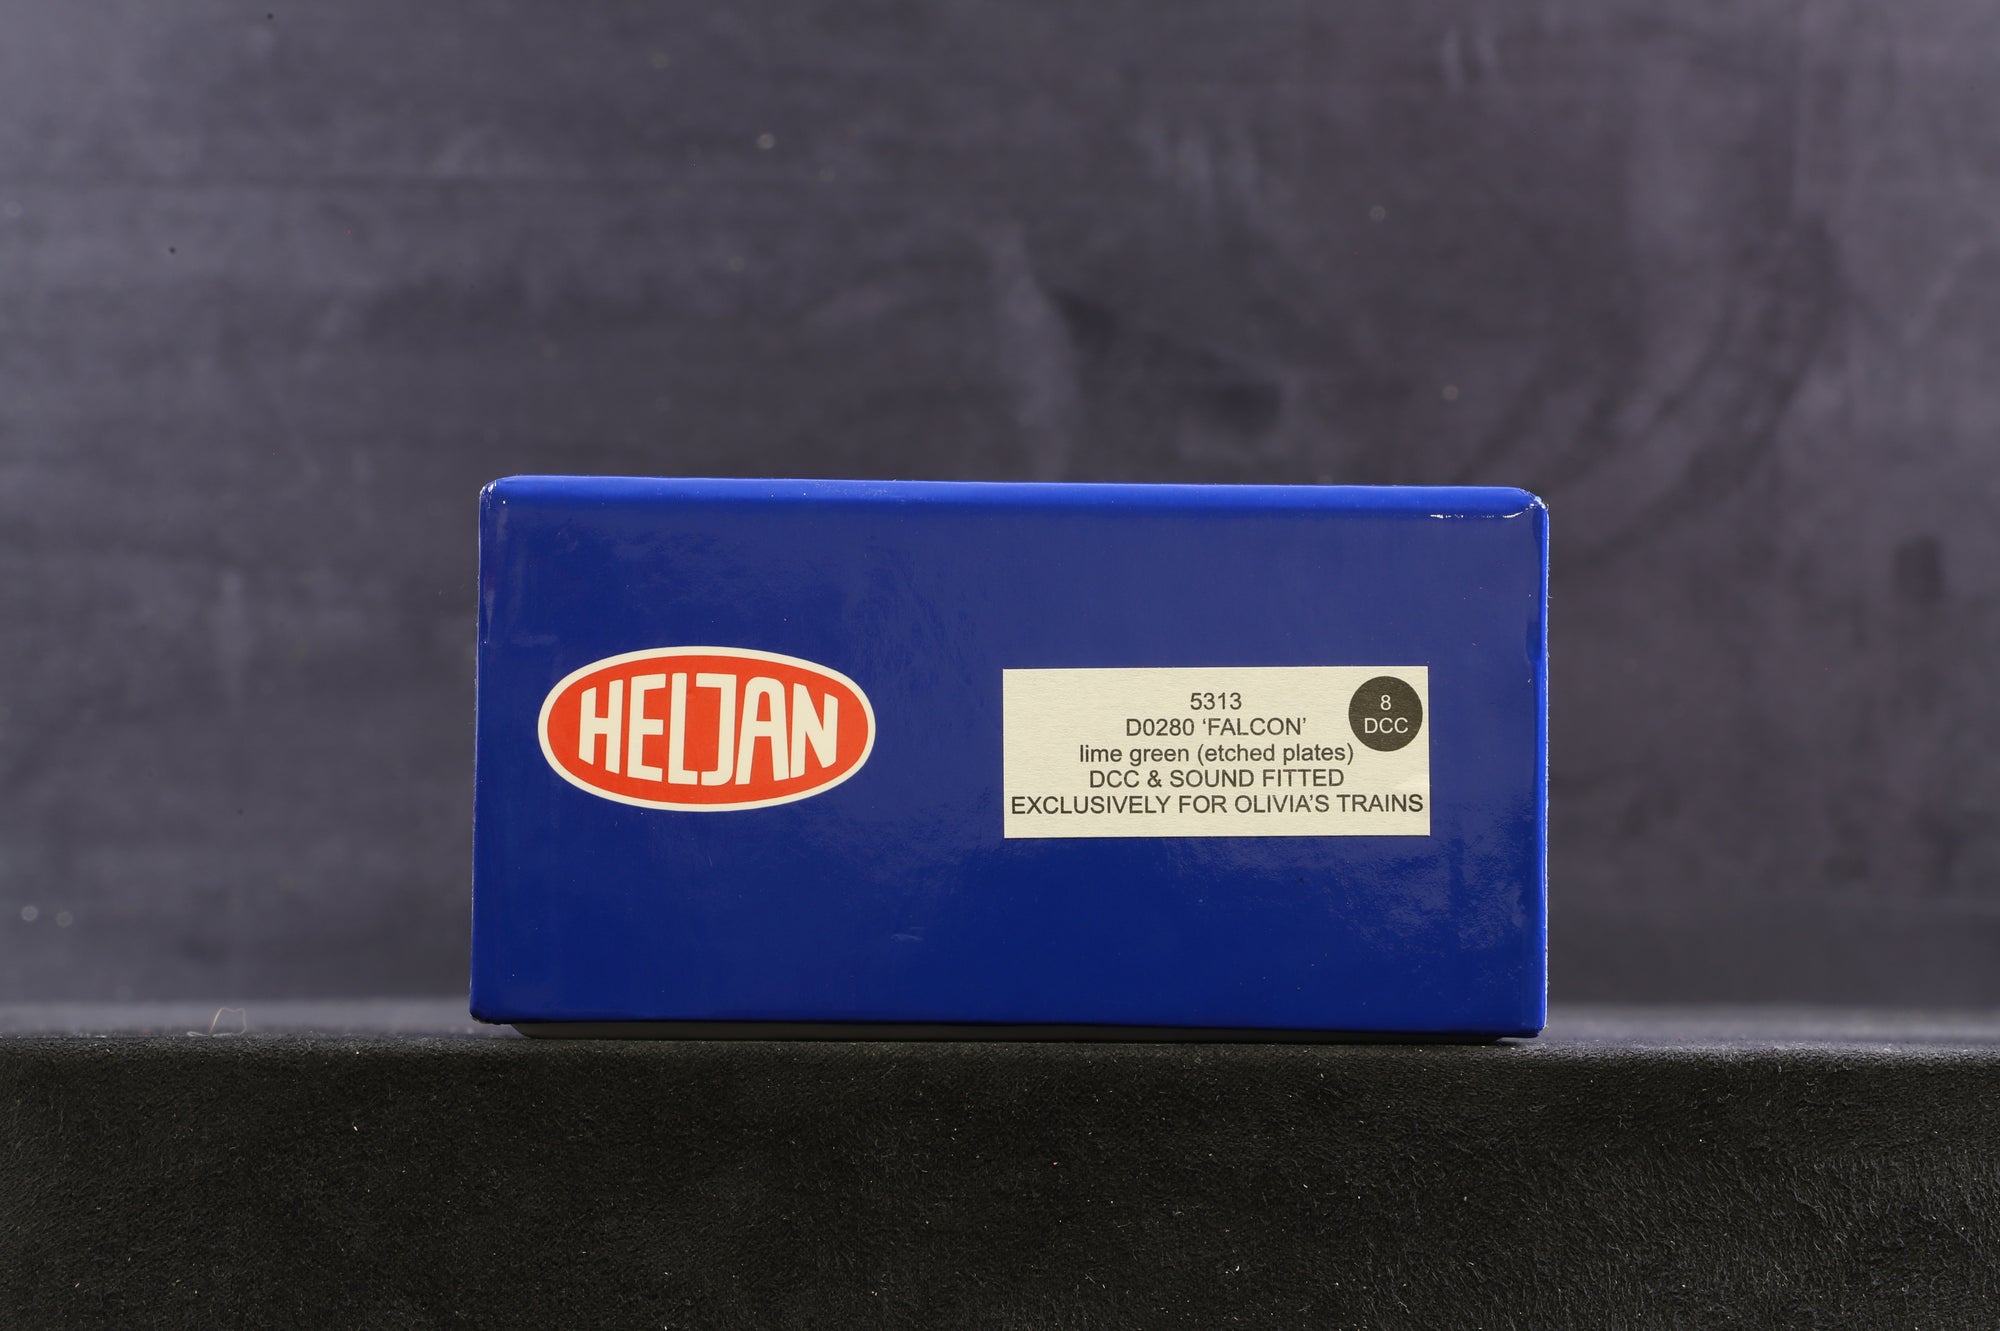 HELJAN
5313
D0280 ‘FALCON’
lime green (etched plates)
DCC & SOUND FITTED
EXCLUSIVELY FOR OLIVIA’S TRAINS
8
DCC